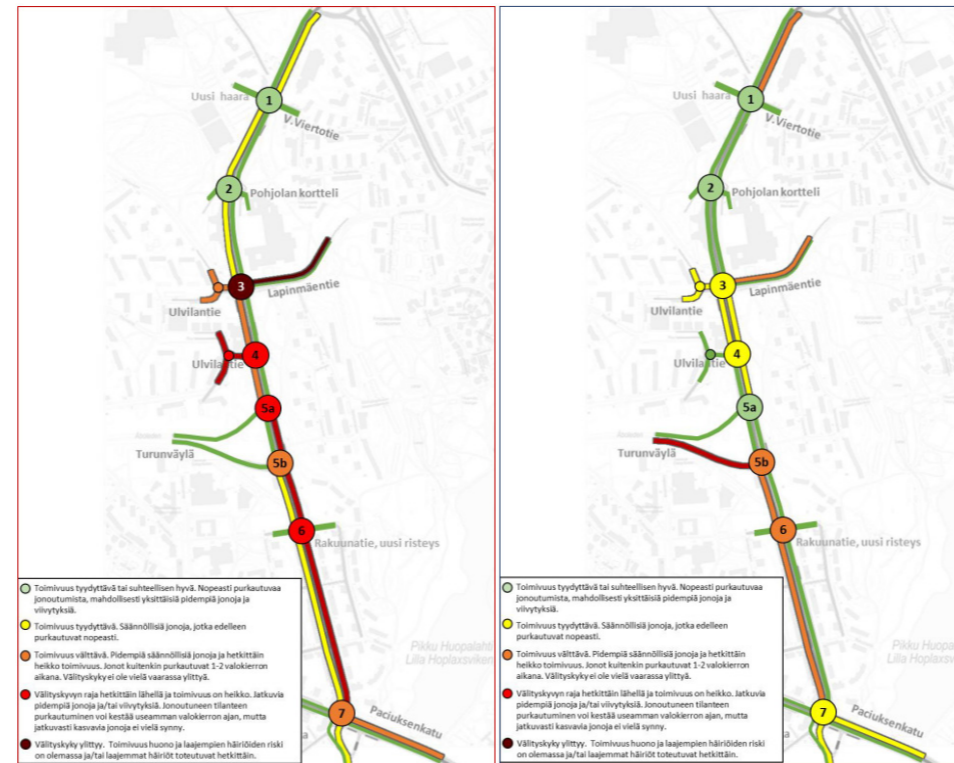 1
Uusi haara
V.Viertotie
2
Pohjolan kortteli
3
Lapinmäentie
Ulvilantie
4
Ulvilantie
5a
Turunväylä
5b
6
Rakuunatie, uusi risteys
Toimivuus tyydyttävä tai suhteellisen hyvä. Nopeasti purkautuvaa
jonoutumista, mahdollisesti yksittäisiä pidempiä jonoja ja
viivytyksiä.
Toimivuus tyydyttävä. Säännöllisiä jonoja, jotka edelleen
purkautuvat nopeasti.
Toimivuus välttävä. Pidempiä säännöllisiä jonoja ja hetkittäin
heikko toimivuus. Jonot kuitenkin purkautuvat 1-2 valokierron
aikana. Välityskyky ei ole vielä vaarassa ylittyä.
Välityskyvyn raja hetkittäin lähellä ja toimivuus on heikko. Jatkuvia
pidempiä jonoja ja/tai viivytyksiä. Jonoutuneen tilanteen
purkautuminen voi kestää useamman valokierron ajan, mutta
jatkuvasti kasvavia jonoja ei vielä synny.
Välityskyky ylittyy. Toimivuus huono ja laajempien häiriöiden riski
on olemassa ja/tai laajemmat häiriöt toteutuvat hetkittäin.
Pikku Huopalahti
Lilla Hoplaxsviken
7
Paciuksenkatu
1
Uusi haara
V.Viertotie
2
Pohjolan kortteli
3
Lapinmäentie
Ulvilantie
4
Ulvilantie
5a
Turunväylä
5b
6
Rakuunatie, uusi risteys
Toimivuus tyydyttävä tai suhteellisen hyvä. Nopeasti purkautuvaa
jonoutumista, mahdollisesti yksittäisiä pidempiä jonoja ja
viivytyksiä.
Toimivuus tyydyttävä. Säännöllisiä jonoja, jotka edelleen
purkautuvat nopeasti.
Toimivuus välttävä. Pidempiä säännöllisiä jonoja ja hetkittäin
heikko toimivuus. Jonot kuitenkin purkautuvat 1-2 valokierron
aikana. Välityskyky ei ole vielä vaarassa ylittyä.
Välityskyvyn raja hetkittäin lähellä ja toimivuus on heikko. Jatkuvia
pidempiä jonoja ja/tai viivytyksiä. Jonoutuneen tilanteen
purkautuminen voi kestää useamman valokierron ajan, mutta
jatkuvasti kasvavia jonoja ei vielä synny.
Välityskyky ylittyy. Toimivuus huono ja laajempien häiriöiden riski
on olemassa ja/tai laajemmat häiriöt toteutuvat hetkittäin.
Pikku Huopalahti
Lilla Hoplaxsviken
7
Paciuksenkatu